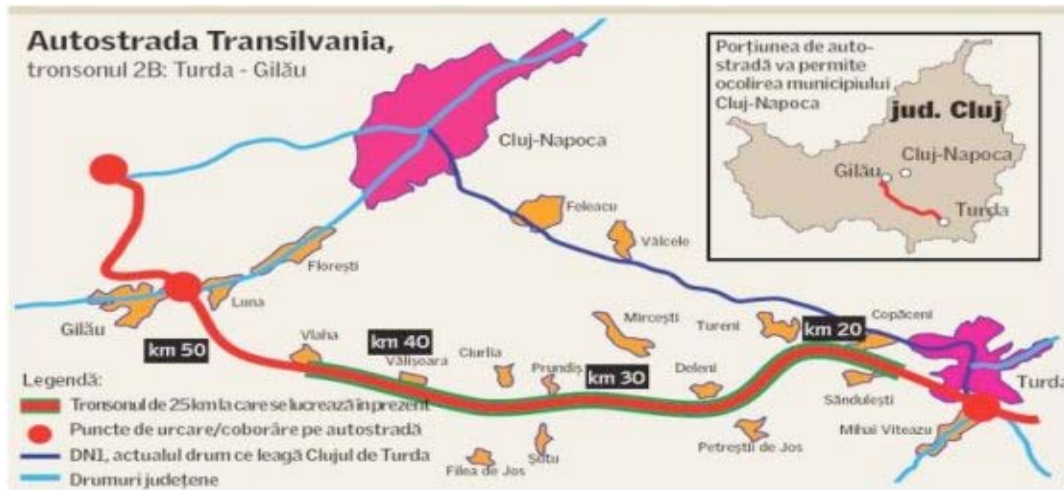 Autostrada Transilvania,
tronsonul 2B: Turda - Gilău
Porțiunea de auto-
stradă va permite
ocolirea municipiului
Cluj-Napoca
jud. Cluj
Cluj-Napoca
Gilău
Turda
Cluj-Napoca
Feleacu
Vâlcele
Florești
Luna
Gilău
km 50
Vlaha
km 40
Vălișoara
Ciurila
Prundiș
km 30
Mircești
Tureni
km 20
Copăceni
Deleni
Turda
Săndulești
Mihai Viteazu
Petreștii de Jos
Șutu
Filea de Jos
Legendă:
Tronsonul de 25 km la care se lucrează în prezent
Puncte de urcare/coborâre pe autostradă
DN1, actualul drum ce leagă Clujul de Turda
Drumuri județene